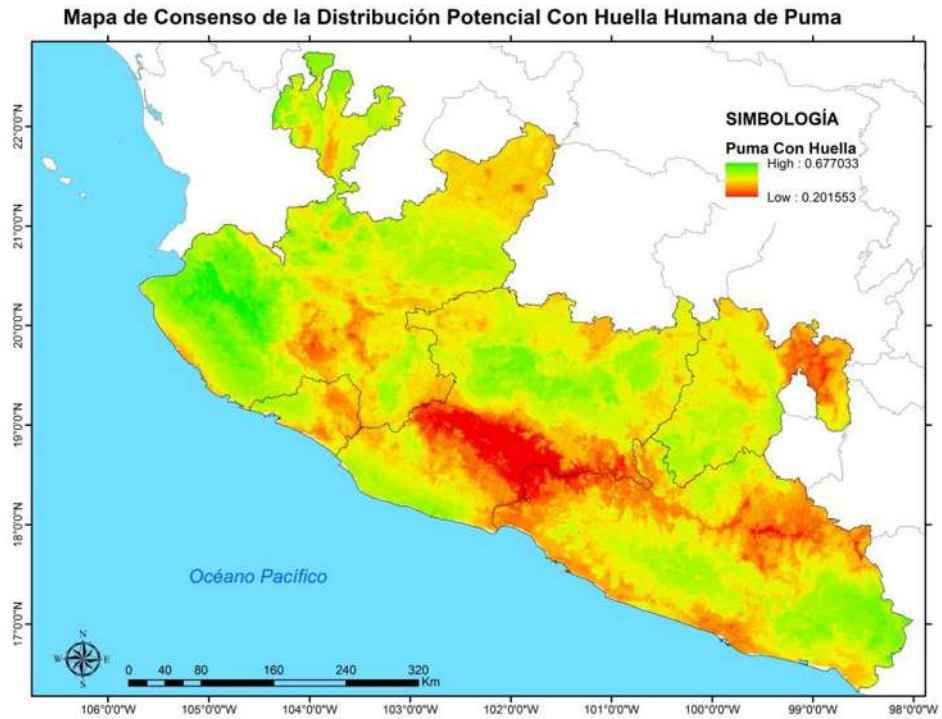 Mapa de Consenso de la Distribución Potencial Con Huella Humana de Puma
SIMBOLOGÍA
Puma Con Huella
High : 0.677033
Low : 0.201553
22°0'0"N
21°0'0"N
20°0'0"N
19°0'0"N
18°0'0"N
17°0'0"N
Océano Pacífico
N
W E
S
0 40 80 160 240 320
Km
106°0'0"W 105°0'0"W 104°0'0"W 103°0'0"W 102°0'0"W 101°0'0"W 100°0'0"W 99°0'0"W 98°0'0"W